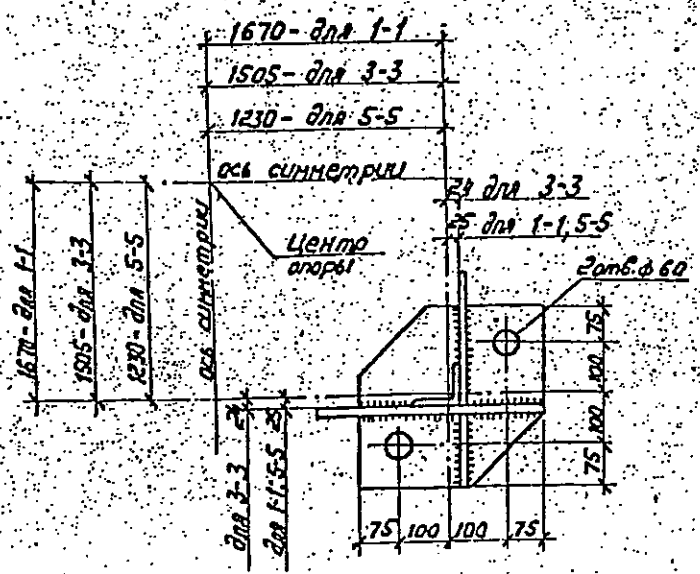 1670 - для 1-1
1505 - для 3-3
1230 - для 5-5
ось симметрии
24 для 3-3
25 для 1-1, 5-5
Центр
опоры
2 отв. ф 60
ось симметрии
1670 - для 1-1
1505 - для 3-3
1230 - для 5-5
75
100
100
75
для 3-3 24
для 1-1; 5-5 25
75 100 100 75